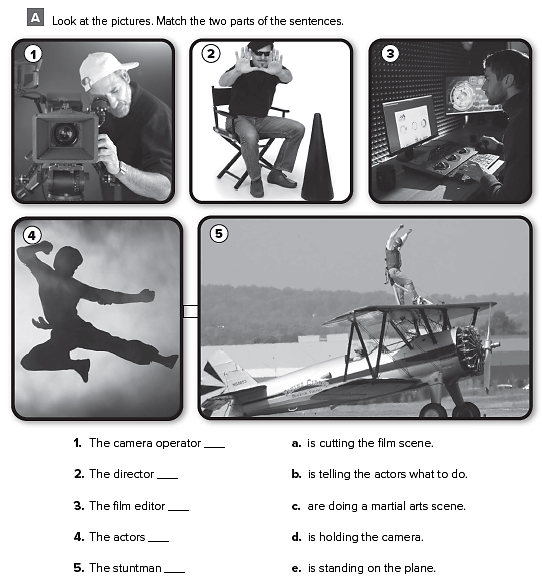 A Look at the pictures. Match the two parts of the sentences.
1
2
3
4
5
1. The camera operator ____ a. is cutting the film scene.
2. The director ___ b. is telling the actors what to do.
3. The film editor ___ c. are doing a martial arts scene.
4. The actors ___ d. is holding the camera.
5. The stuntman ___ e. is standing on the plane.